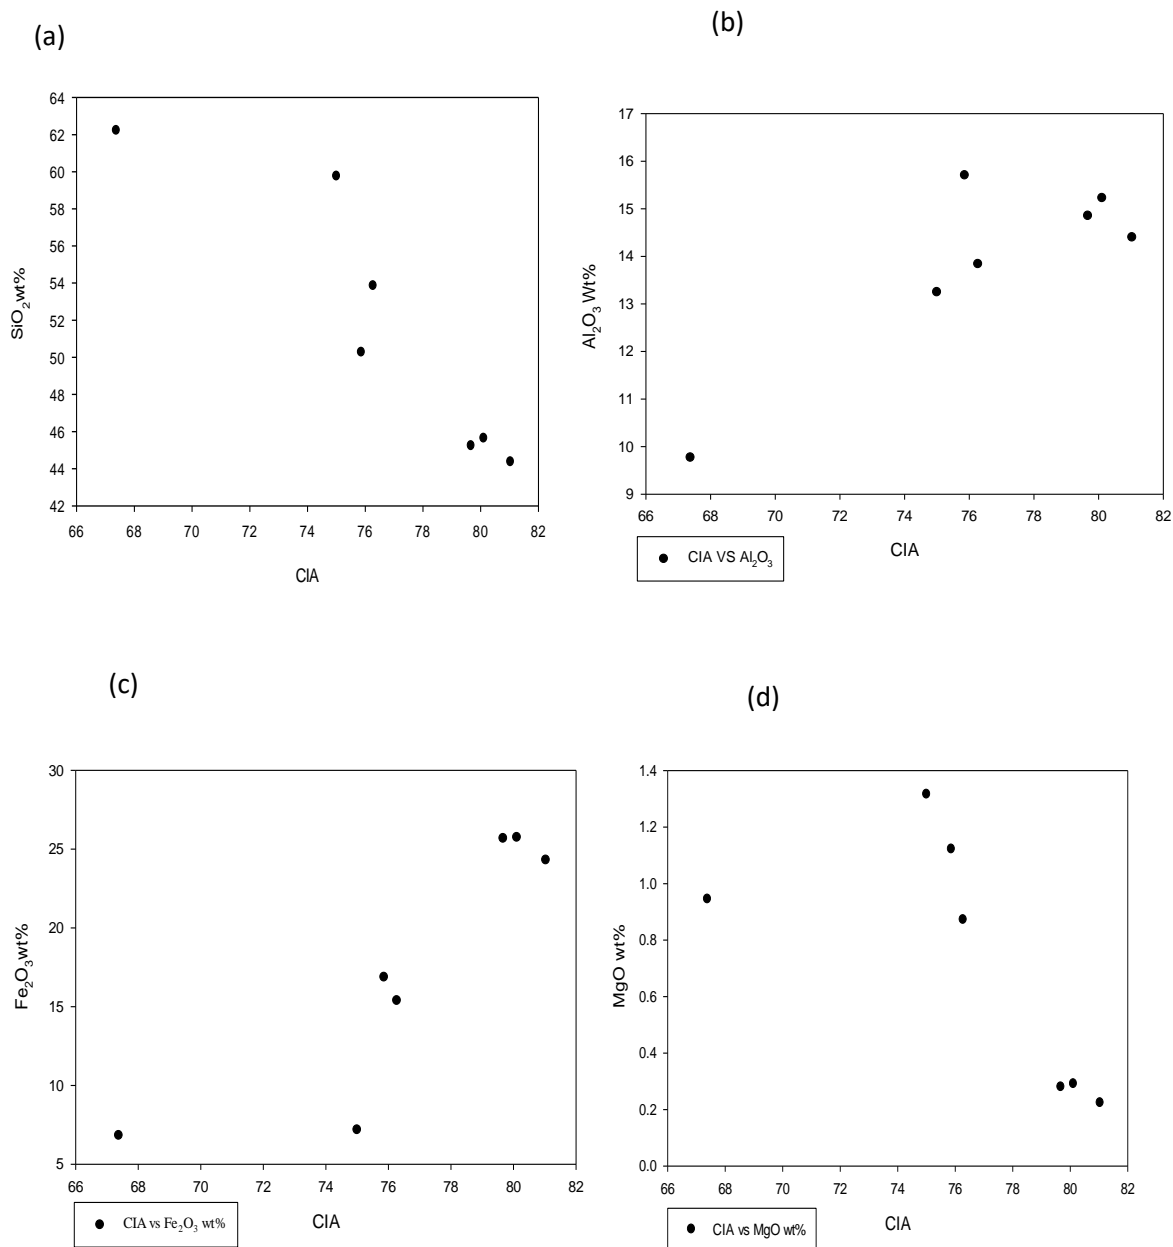 (a)
64
62
60
58
56
54
52
50
48
46
44
42
SiO₂wt%
66 68 70 72 74 76 78 80 82
CIA
(b)
17
16
15
14
13
12
11
10
9
Al₂O₃ Wt%
66 68 70 72 74 76 78 80 82
CIA
CIA VS Al₂O₃
(c)
30
25
20
15
10
5
Fe₂O₃wt%
66 68 70 72 74 76 78 80 82
CIA
CIA vs Fe₂O₃ wt%
(d)
1.4
1.2
1.0
0.8
0.6
0.4
0.2
0.0
MgO wt%
66 68 70 72 74 76 78 80 82
CIA
CIA vs MgO wt%